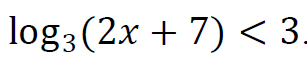 log₃(2x + 7) < 3.